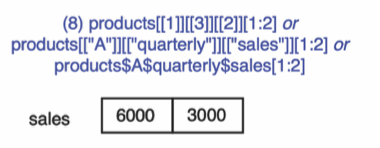 (8) products[[1]][[3]][[2]][1:2] or
products[["A"]][["quarterly"]][["sales"]][1:2] or
products$A$quarterly$sales[1:2]
sales 6000 3000